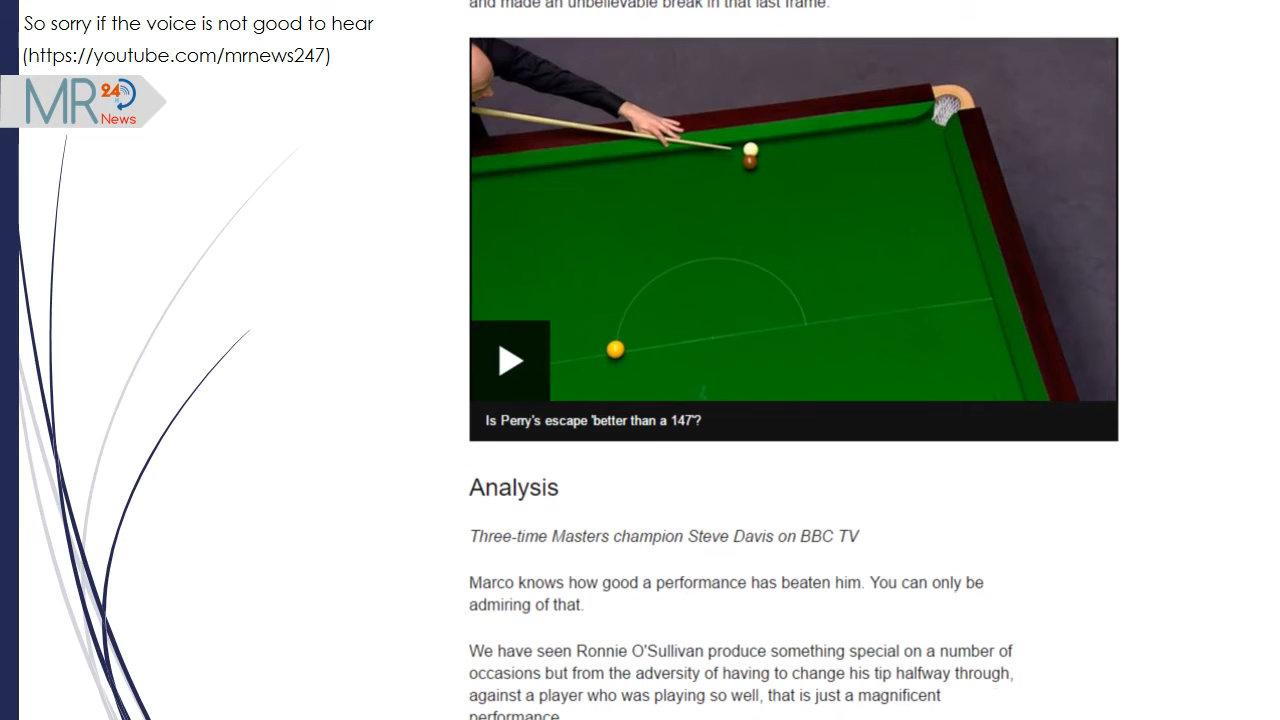 So sorry if the voice is not good to hear
(https://youtube.com/mrnews247)
MR 24
News
and made an unbelievable break in that last frame.
Is Perry's escape 'better than a 147'?
Analysis
Three-time Masters champion Steve Davis on BBC TV
Marco knows how good a performance has beaten him. You can only be
admiring of that.
We have seen Ronnie O'Sullivan produce something special on a number of
occasions but from the adversity of having to change his tip halfway through,
against a player who was playing so well, that is just a magnificent
performance